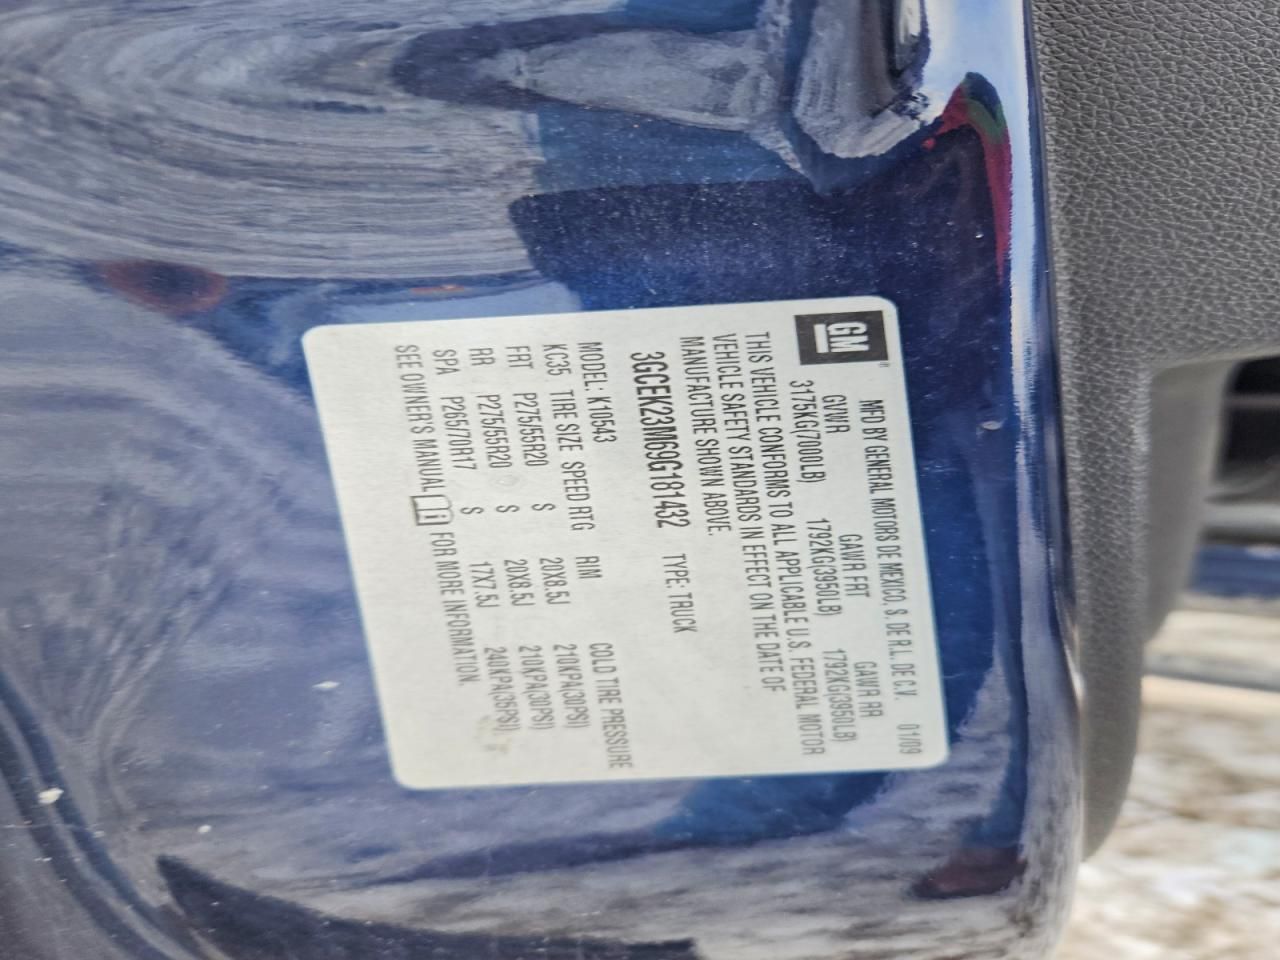 GM
MFD BY GENERAL MOTORS DE MEXICO, S. DE R.L. DE C.V. 01/09
GVWR GAWR FRT GAWR RR
3175KG(7000LB) 1792KG(3950LB) 1792KG(3950LB)
THIS VEHICLE CONFORMS TO ALL APPLICABLE U.S. FEDERAL MOTOR
VEHICLE SAFETY STANDARDS IN EFFECT ON THE DATE OF
MANUFACTURE SHOWN ABOVE.
3GCEK23M69G181432 TYPE: TRUCK
MODEL: K10543
KC35 TIRE SIZE SPEED RTG RIM COLD TIRE PRESSURE
FRT P275/55R20 S 20X8.5J 210KPA(30PSI)
RR P275/55R20 S 20X8.5J 210KPA(30PSI)
SPA P265/70R17 S 17X7.5J 240KPA(35PSI)
SEE OWNER'S MANUAL FOR MORE INFORMATION.